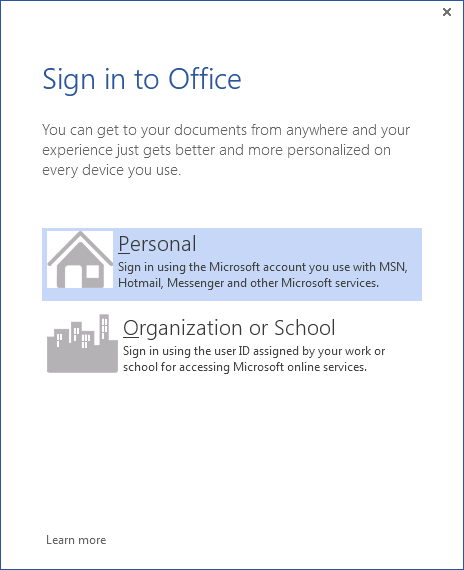 Sign in to Office
You can get to your documents from anywhere and your
experience just gets better and more personalized on
every device you use.
Personal
Sign in using the Microsoft account you use with MSN,
Hotmail, Messenger and other Microsoft services.
Organization or School
Sign in using the user ID assigned by your work or
school for accessing Microsoft online services.
Learn more